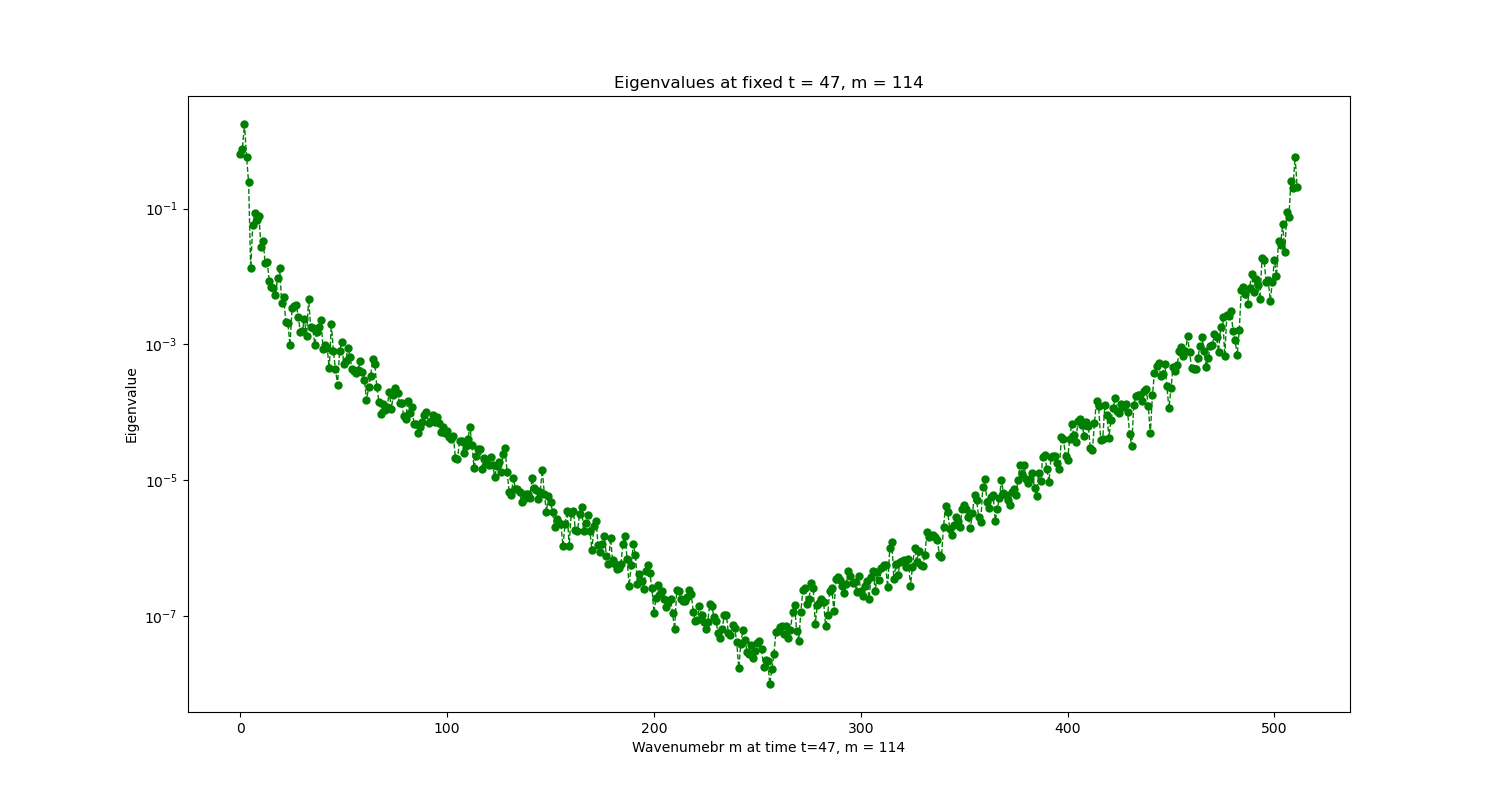 Eigenvalues at fixed t = 47, m = 114
10⁻¹
10⁻³
10⁻⁵
10⁻⁷
Eigenvalue
0 100 200 300 400 500
Wavenumebr m at time t=47, m = 114